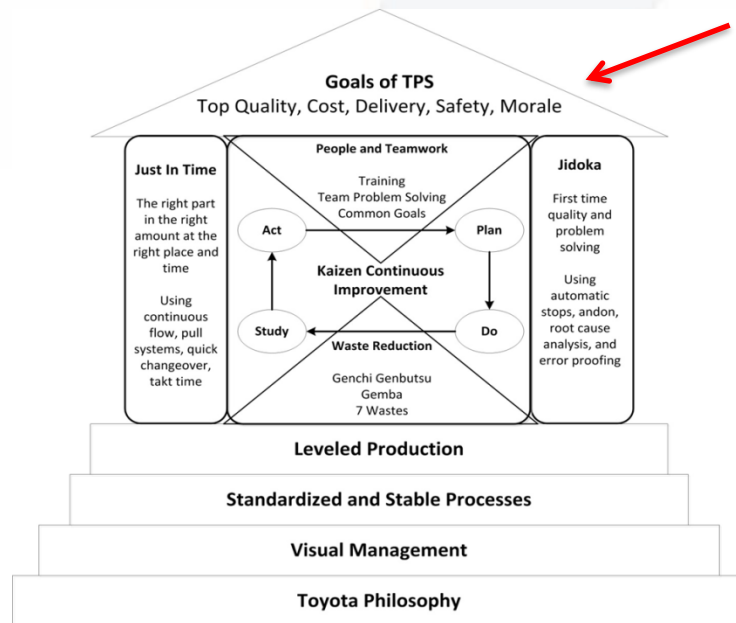 Goals of TPS
Top Quality, Cost, Delivery, Safety, Morale
Just In Time
The right part
in the right
amount at the
right place and
time
Using
continuous
flow, pull
systems, quick
changeover,
takt time
People and Teamwork
Training
Team Problem Solving
Common Goals
Act
Plan
Kaizen Continuous
Improvement
Study
Do
Waste Reduction
Genchi Genbutsu
Gemba
7 Wastes
Jidoka
First time
quality and
problem
solving
Using
automatic
stops, andon,
root cause
analysis, and
error proofing
Leveled Production
Standardized and Stable Processes
Visual Management
Toyota Philosophy